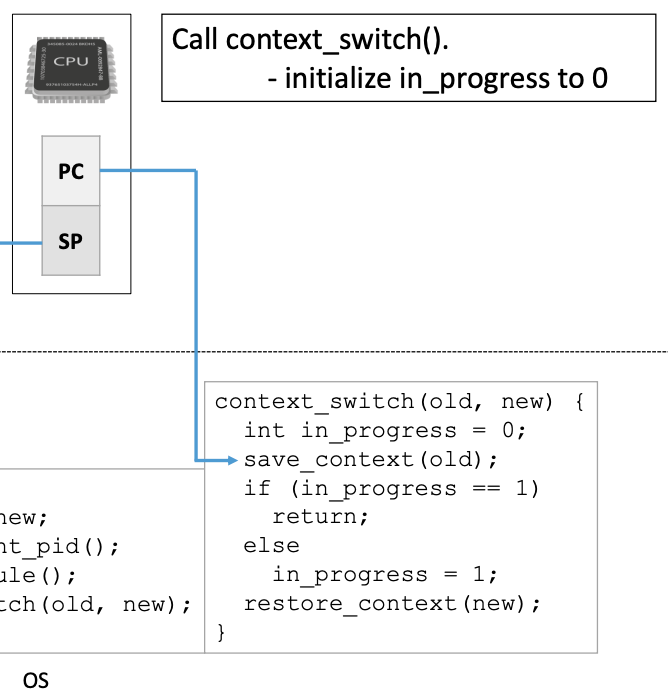 Call context_switch().
- initialize in_progress to 0
CPU
PC
SP
context_switch(old, new) {
int in_progress = 0;
save_context(old);
if (in_progress == 1)
return;
else
in_progress = 1;
restore_context(new);
}
new;
nt_pid();
ule();
tch(old, new);
OS